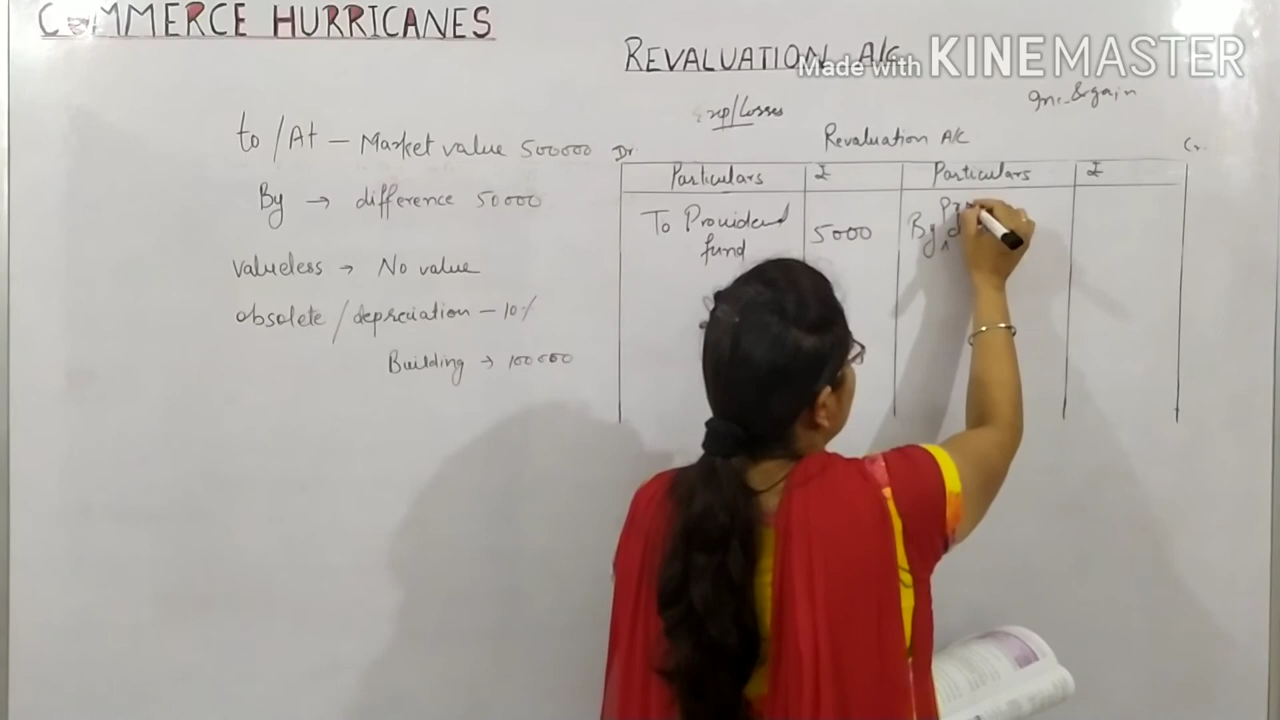 COMMERCE HURRICANES
REVALUATION A/C
Made with KINEMASTER
Exp/Losses
Inc. & gain
to / At - Market value 500000
By → difference 50000
valueless → No value
obsolete / depreciation - 10%
Building → 100000
Revaluation A/C
Dr.
Cr.
Particulars ₹ Particulars ₹
To Provident fund 5000 By